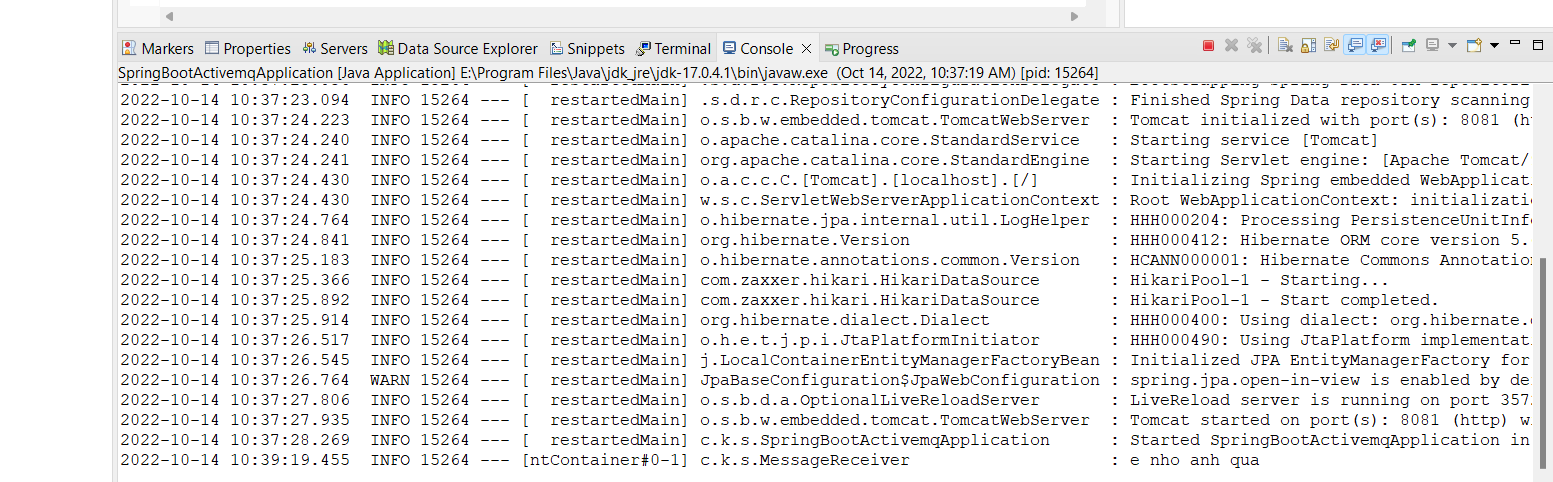 Markers Properties Servers Data Source Explorer Snippets Terminal Console Progress
SpringBootActivemqApplication [Java Application] E:\Program Files\Java\jdk_jre\jdk-17.0.4.1\bin\javaw.exe (Oct 14, 2022, 10:37:19 AM) [pid: 15264]
2022-10-14 10:37:23.094 INFO 15264 --- [ restartedMain] .s.d.r.c.RepositoryConfigurationDelegate : Finished Spring Data repository scanning
2022-10-14 10:37:24.223 INFO 15264 --- [ restartedMain] o.s.b.w.embedded.tomcat.TomcatWebServer : Tomcat initialized with port(s): 8081 (ht
2022-10-14 10:37:24.240 INFO 15264 --- [ restartedMain] o.apache.catalina.core.StandardService : Starting service [Tomcat]
2022-10-14 10:37:24.241 INFO 15264 --- [ restartedMain] org.apache.catalina.core.StandardEngine : Starting Servlet engine: [Apache Tomcat/
2022-10-14 10:37:24.430 INFO 15264 --- [ restartedMain] o.a.c.c.C.[Tomcat].[localhost].[/] : Initializing Spring embedded WebApplicat
2022-10-14 10:37:24.430 INFO 15264 --- [ restartedMain] w.s.c.ServletWebServerApplicationContext : Root WebApplicationContext: initializati
2022-10-14 10:37:24.764 INFO 15264 --- [ restartedMain] o.hibernate.jpa.internal.util.LogHelper : HHH000204: Processing PersistenceUnitInf
2022-10-14 10:37:24.841 INFO 15264 --- [ restartedMain] org.hibernate.Version : HHH000412: Hibernate ORM core version 5.
2022-10-14 10:37:25.183 INFO 15264 --- [ restartedMain] o.hibernate.annotations.common.Version : HCANN000001: Hibernate Commons Annotatio
2022-10-14 10:37:25.366 INFO 15264 --- [ restartedMain] com.zaxxer.hikari.HikariDataSource : HikariPool-1 - Starting...
2022-10-14 10:37:25.892 INFO 15264 --- [ restartedMain] com.zaxxer.hikari.HikariDataSource : HikariPool-1 - Start completed.
2022-10-14 10:37:25.914 INFO 15264 --- [ restartedMain] org.hibernate.dialect.Dialect : HHH000400: Using dialect: org.hibernate.
2022-10-14 10:37:26.517 INFO 15264 --- [ restartedMain] o.h.e.t.j.p.i.JtaPlatformInitiator : HHH000490: Using JtaPlatform implementat
2022-10-14 10:37:26.545 INFO 15264 --- [ restartedMain] j.LocalContainerEntityManagerFactoryBean : Initialized JPA EntityManagerFactory for
2022-10-14 10:37:26.764 WARN 15264 --- [ restartedMain] JpaBaseConfiguration$JpaWebConfiguration : spring.jpa.open-in-view is enabled by de
2022-10-14 10:37:27.806 INFO 15264 --- [ restartedMain] o.s.b.d.a.OptionalLiveReloadServer : LiveReload server is running on port 357
2022-10-14 10:37:27.935 INFO 15264 --- [ restartedMain] o.s.b.w.embedded.tomcat.TomcatWebServer : Tomcat started on port(s): 8081 (http) w
2022-10-14 10:37:28.269 INFO 15264 --- [ restartedMain] c.k.s.SpringBootActivemqApplication : Started SpringBootActivemqApplication in
2022-10-14 10:39:19.455 INFO 15264 --- [ntContainer#0-1] c.k.s.MessageReceiver : e nho anh qua